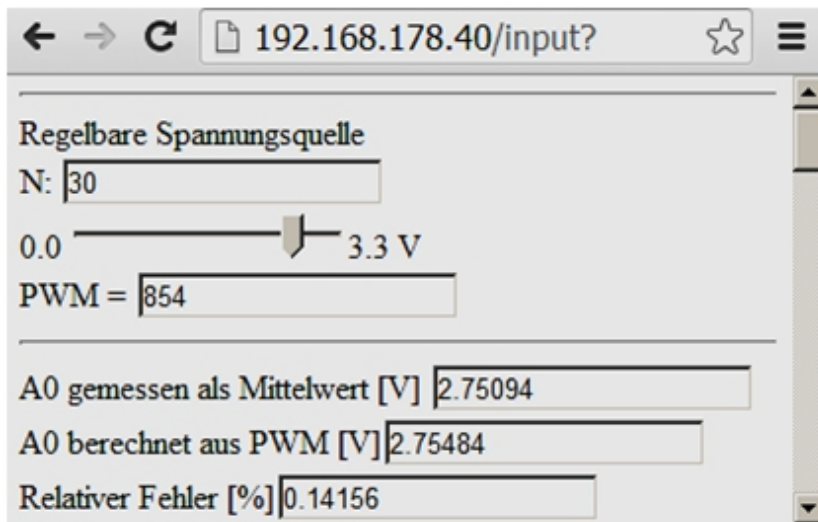 192.168.178.40/input?
Regelbare Spannungsquelle
N: 30
0.0 3.3 V
PWM = 854
A0 gemessen als Mittelwert [V] 2.75094
A0 berechnet aus PWM [V] 2.75484
Relativer Fehler [%] 0.14156